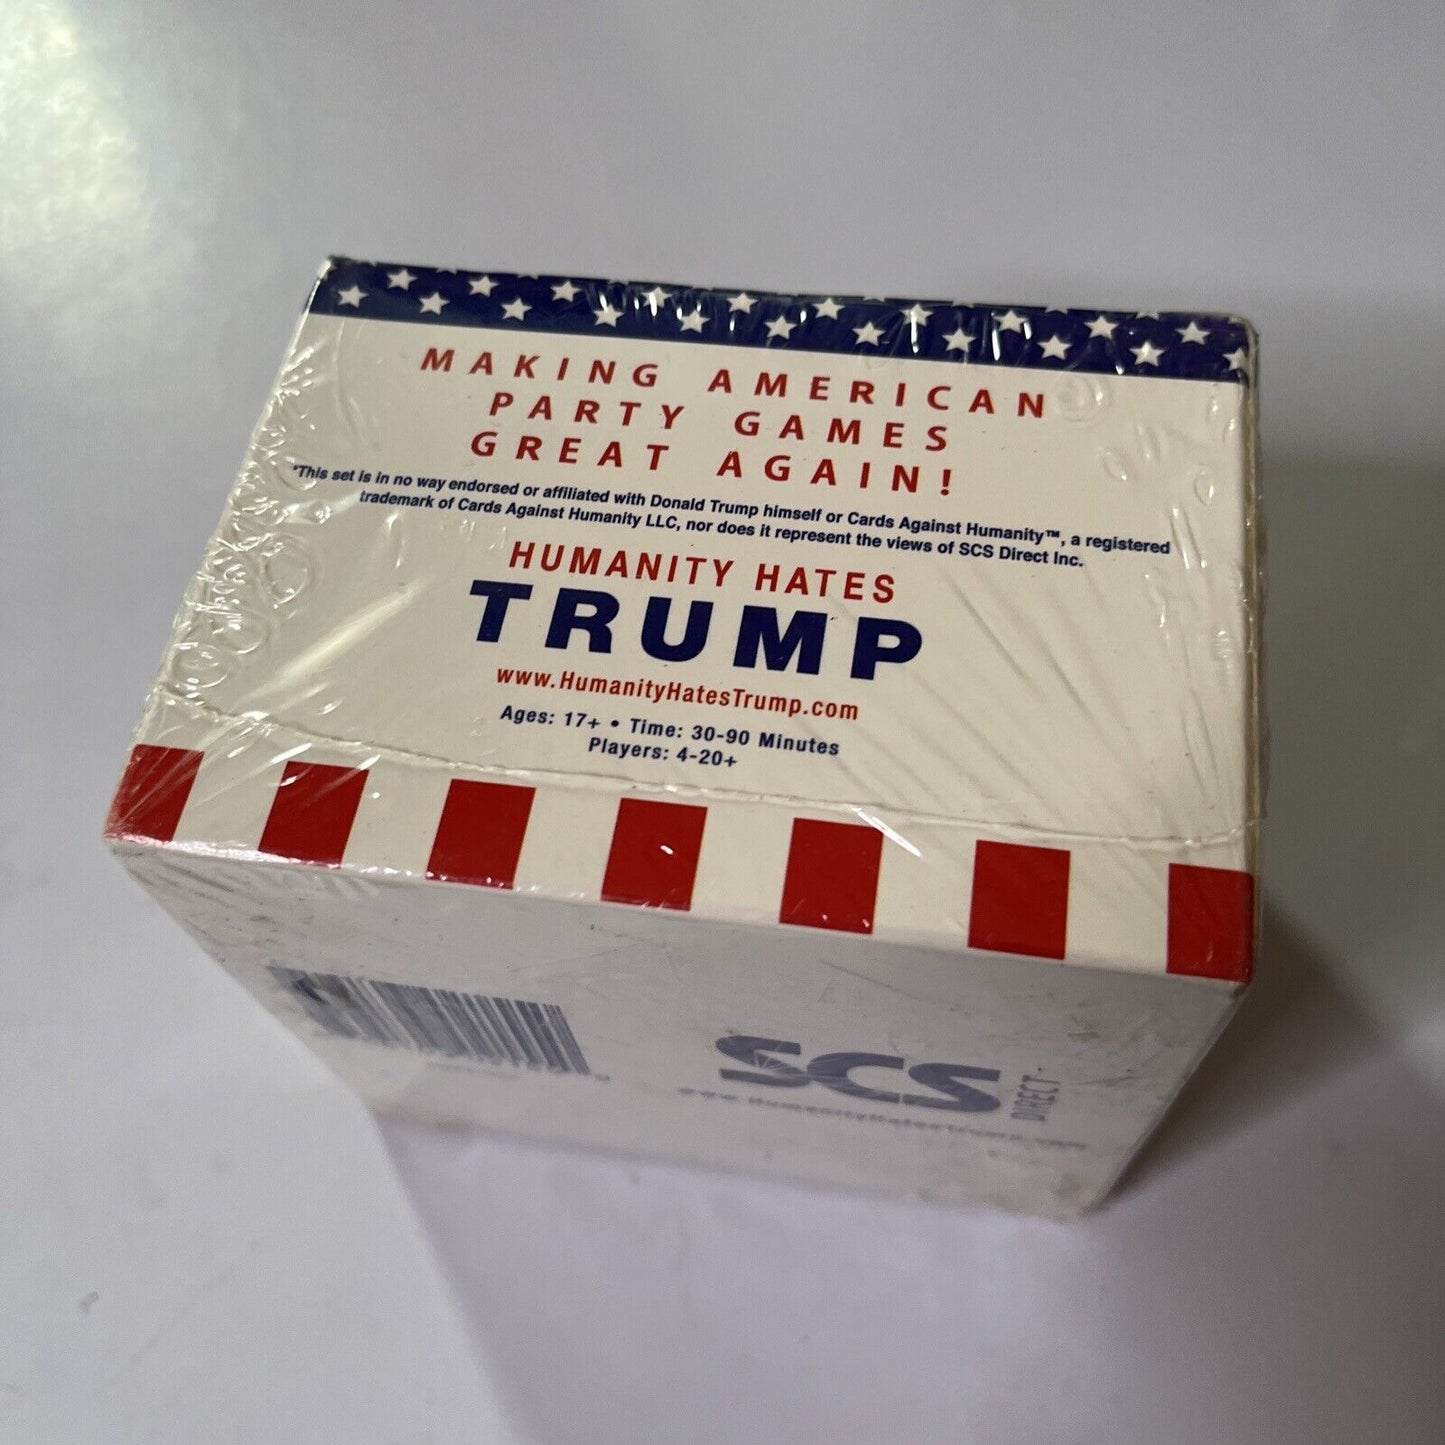 MAKING AMERICAN
PARTY GAMES
GREAT AGAIN!
*This set is in no way endorsed or affiliated with Donald Trump himself or Cards Against Humanity™, a registered
trademark of Cards Against Humanity LLC, nor does it represent the views of SCS Direct Inc.
HUMANITY HATES
TRUMP
www.HumanityHatesTrump.com
Ages: 17+ • Time: 30-90 Minutes
Players: 4-20+
SCS DIRECT
www.HumanityHatesTrump.com